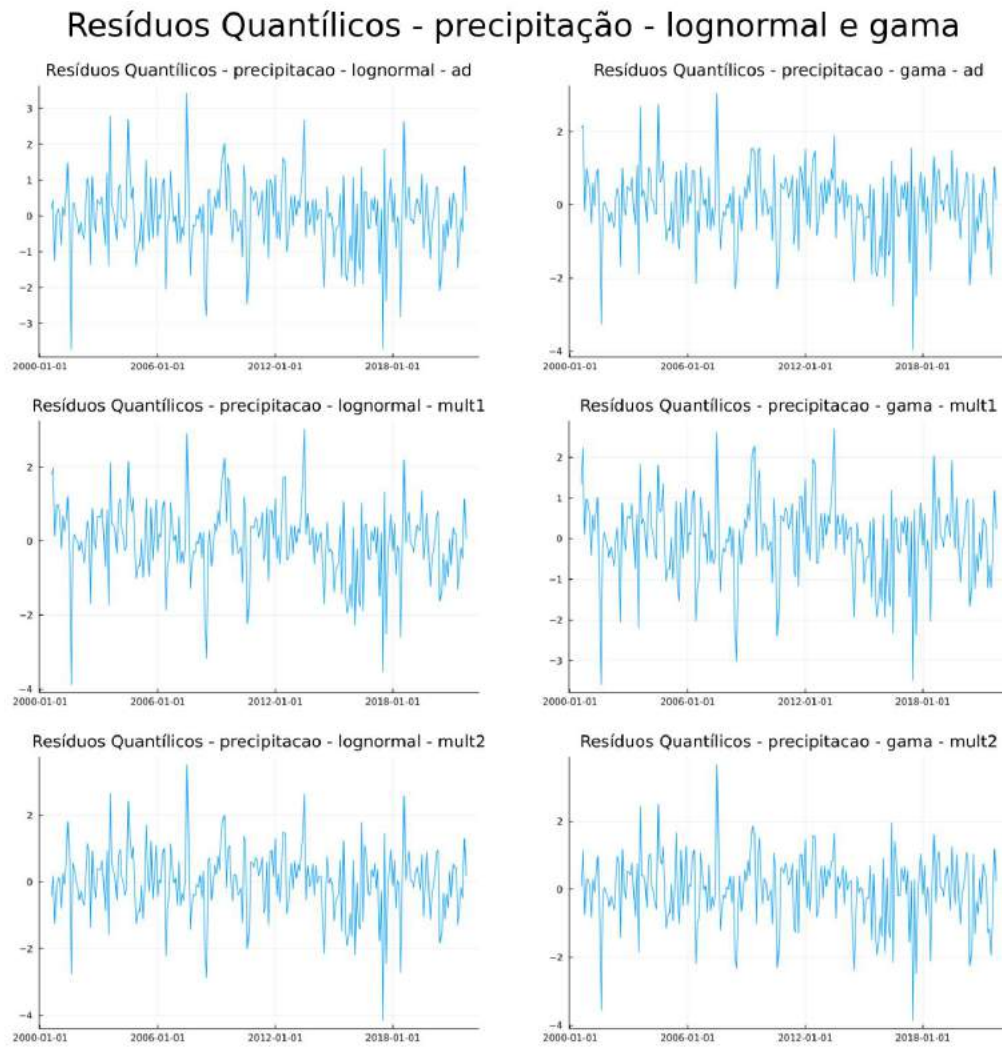 Resíduos Quantílicos - precipitação - lognormal e gama
Resíduos Quantílicos - precipitacao - lognormal - ad
3
2
1
0
−1
−2
−3
2000-01-01 2006-01-01 2012-01-01 2018-01-01
Resíduos Quantílicos - precipitacao - gama - ad
2
0
−2
−4
2000-01-01 2006-01-01 2012-01-01 2018-01-01
Resíduos Quantílicos - precipitacao - lognormal - mult1
2
0
−2
−4
2000-01-01 2006-01-01 2012-01-01 2018-01-01
Resíduos Quantílicos - precipitacao - gama - mult1
2
1
0
−1
−2
−3
2000-01-01 2006-01-01 2012-01-01 2018-01-01
Resíduos Quantílicos - precipitacao - lognormal - mult2
2
0
−2
−4
2000-01-01 2006-01-01 2012-01-01 2018-01-01
Resíduos Quantílicos - precipitacao - gama - mult2
2
0
−2
−4
2000-01-01 2006-01-01 2012-01-01 2018-01-01